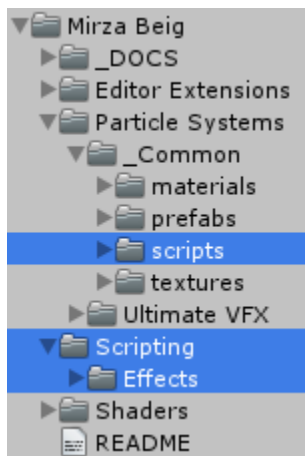 Mirza Beig
_DOCS
Editor Extensions
Particle Systems
_Common
materials
prefabs
scripts
textures
Ultimate VFX
Scripting
Effects
Shaders
README